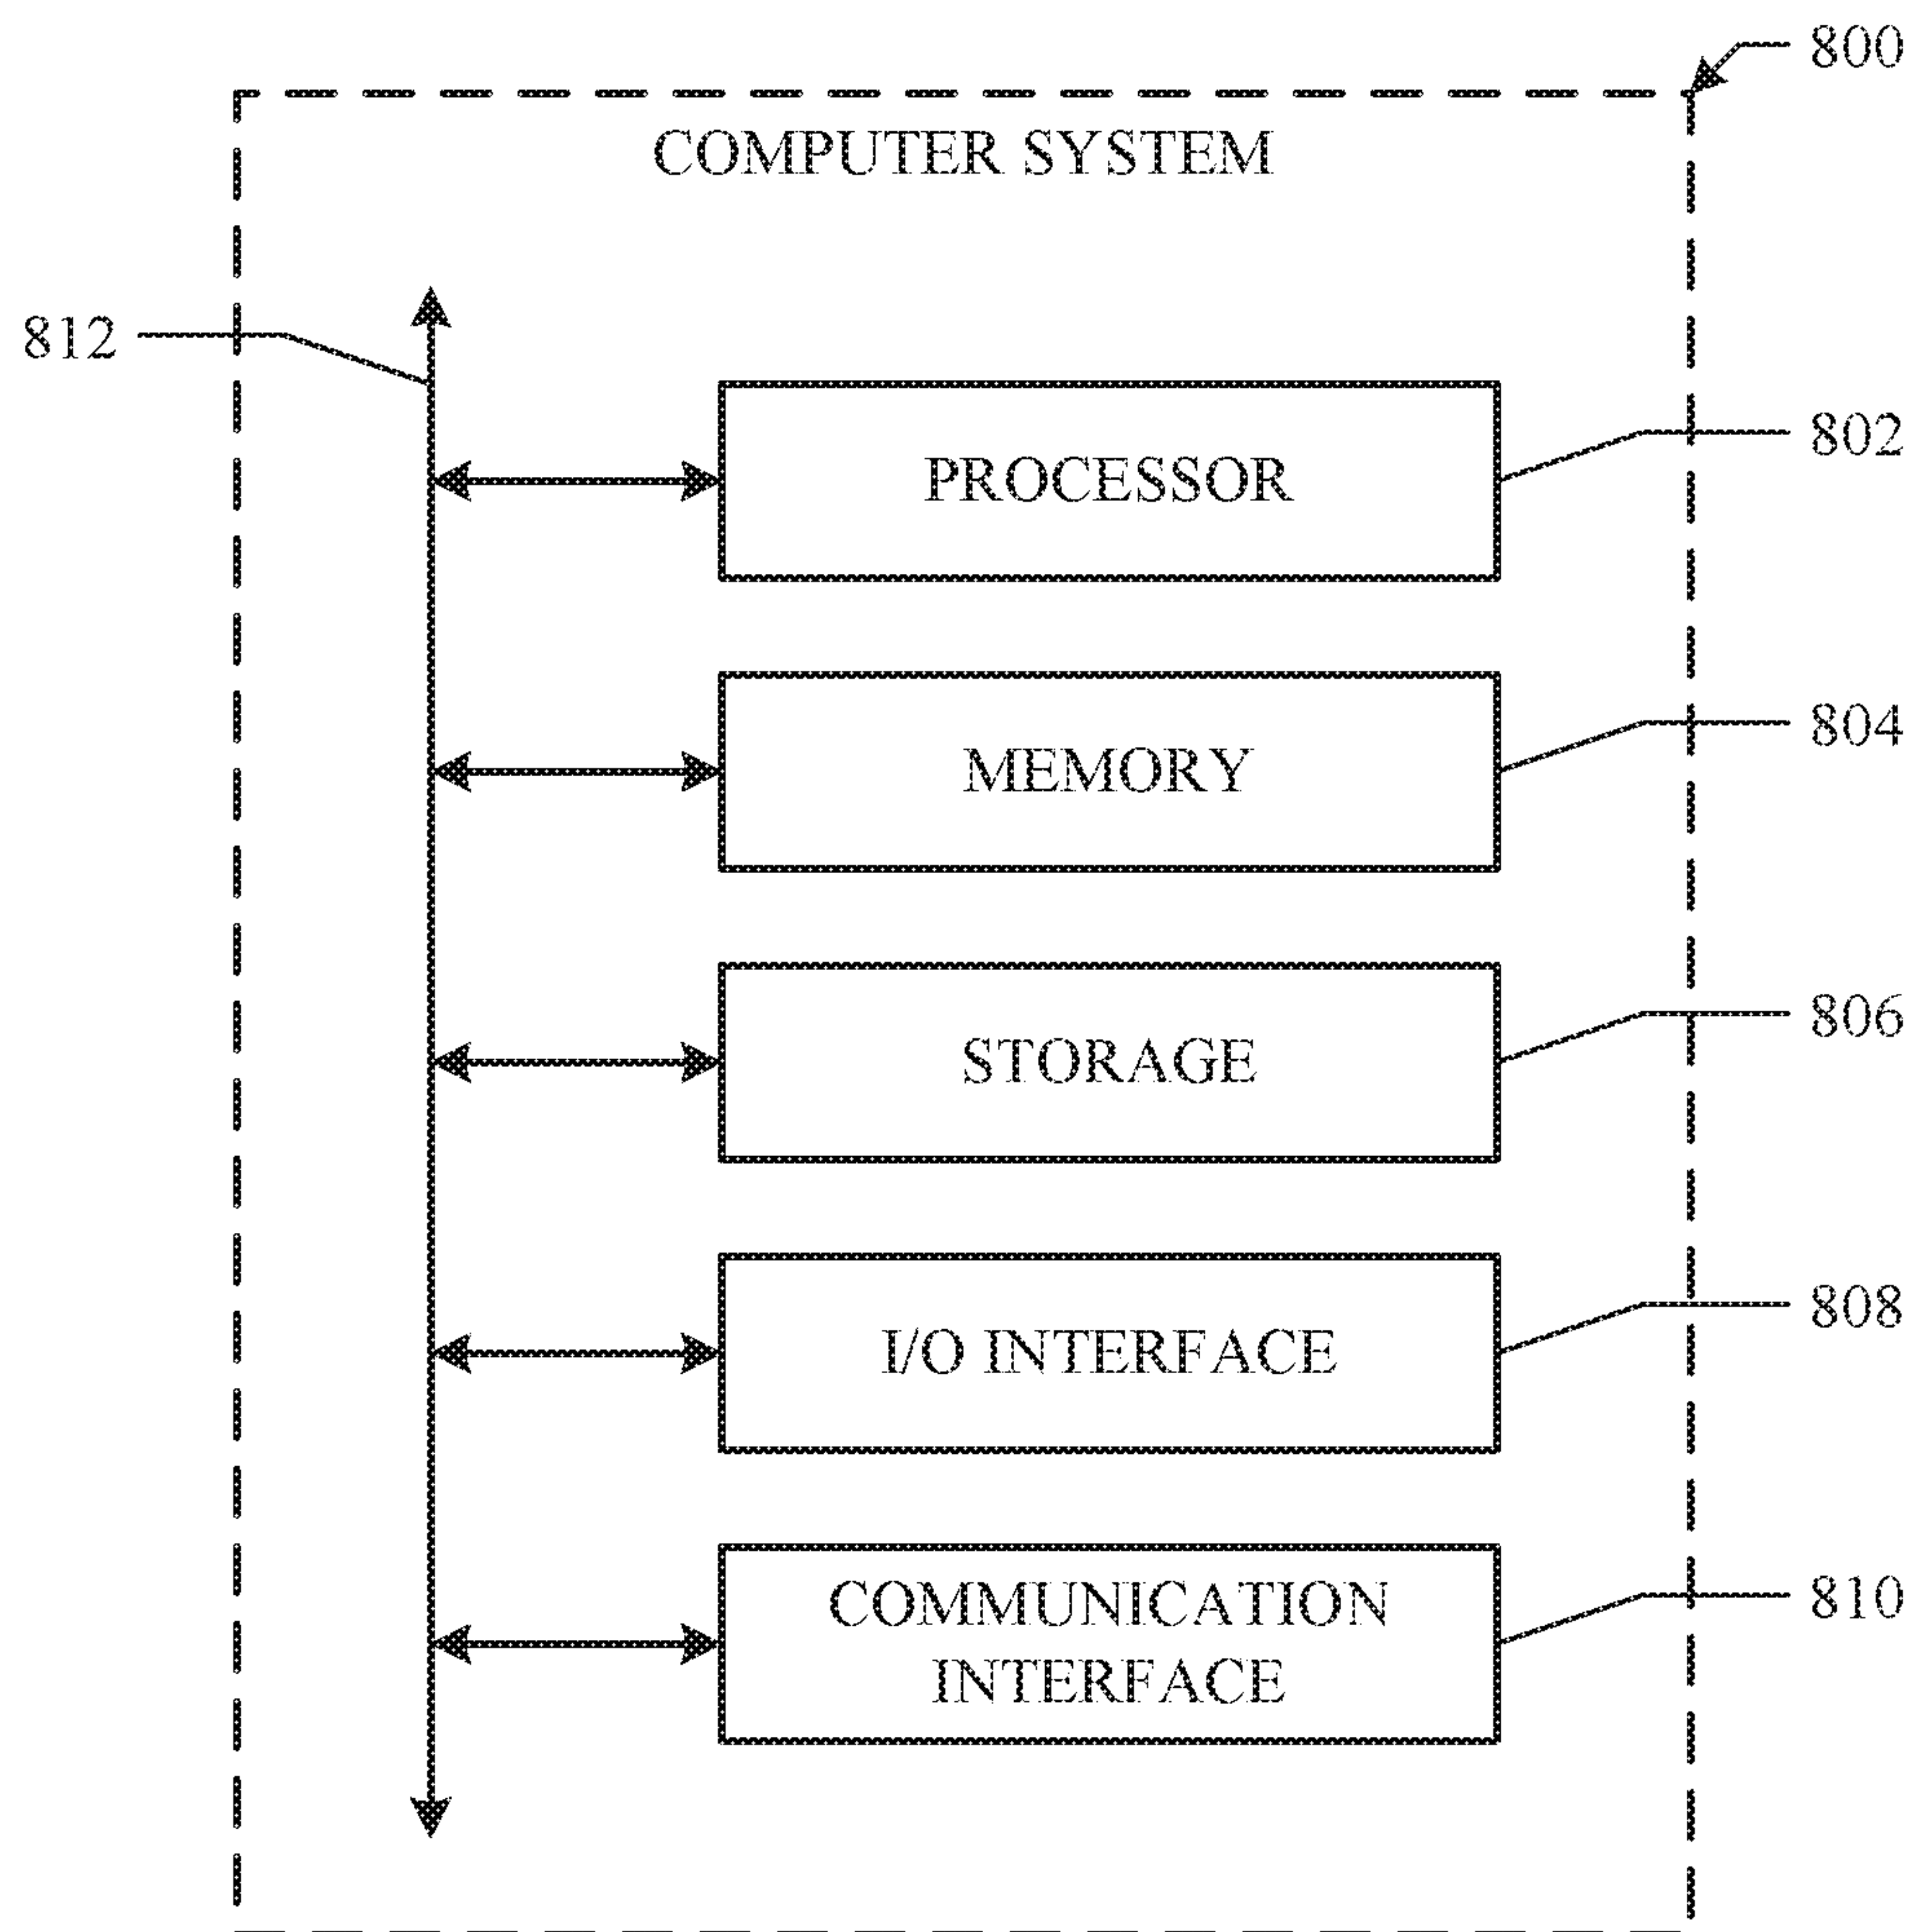 800
COMPUTER SYSTEM
812
PROCESSOR
802
MEMORY
804
STORAGE
806
I/O INTERFACE
808
COMMUNICATION
INTERFACE
810